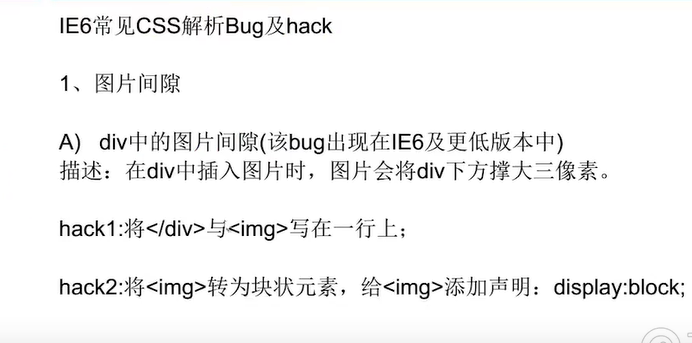 IE6常见CSS解析Bug及hack
1、图片间隙
A) div中的图片间隙(该bug出现在IE6及更低版本中)
描述：在div中插入图片时，图片会将div下方撑大三像素。
hack1:将</div>与<img>写在一行上；
hack2:将<img>转为块状元素，给<img>添加声明：display:block;